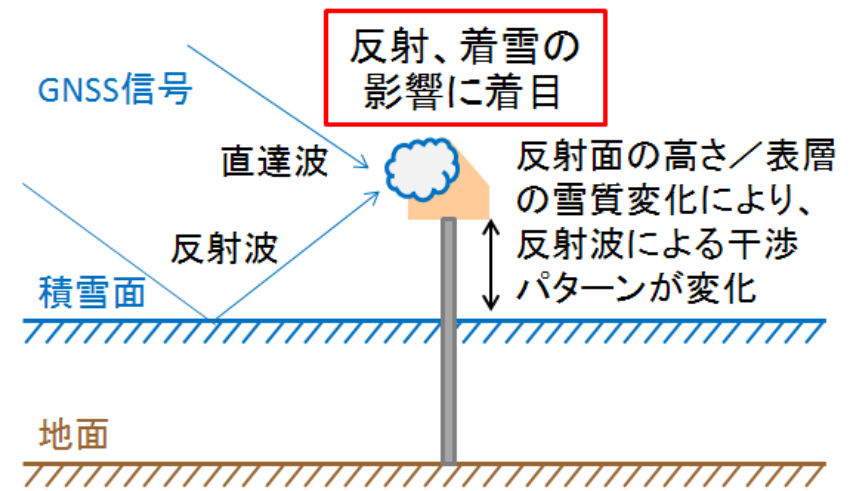 反射、着雪の
影響に着目
GNSS信号
直達波
反射波
積雪面
地面
反射面の高さ／表層
の雪質変化により、
反射波による干渉
パターンが変化